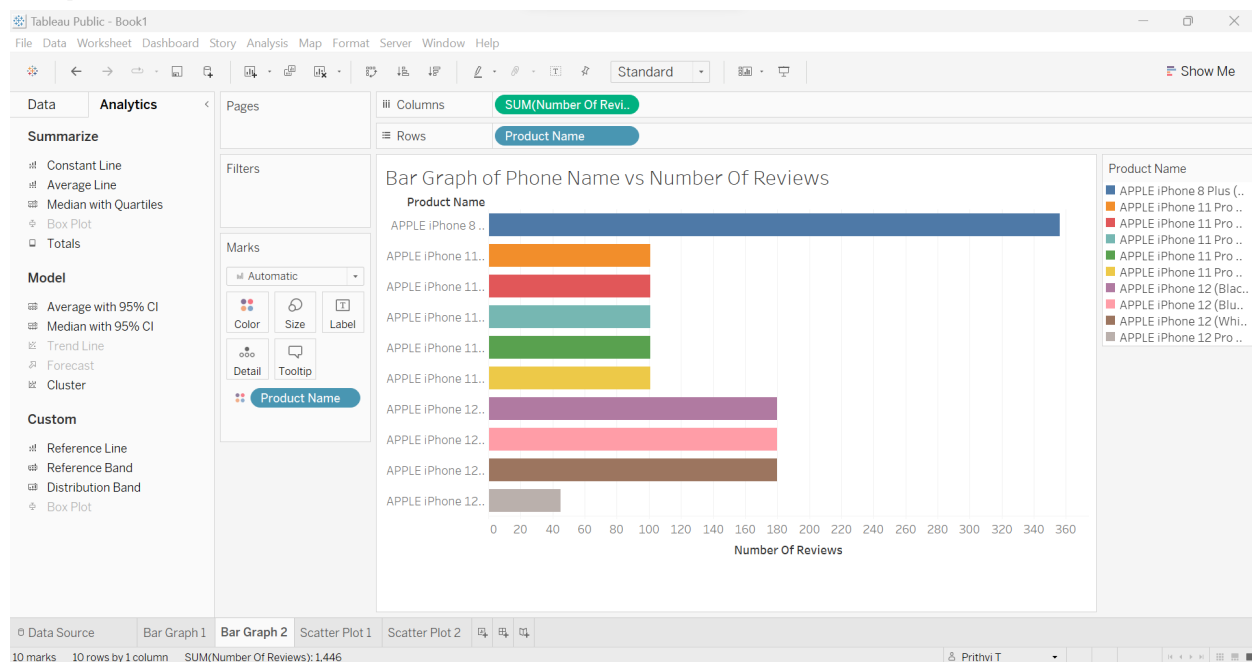 Tableau Public - Book1
File Data Worksheet Dashboard Story Analysis Map Format Server Window Help
Standard
Show Me
Data Analytics
Summarize
Constant Line
Average Line
Median with Quartiles
Box Plot
Totals
Model
Average with 95% CI
Median with 95% CI
Trend Line
Forecast
Cluster
Custom
Reference Line
Reference Band
Distribution Band
Box Plot
Pages
Filters
Marks
Automatic
Color Size Label
Detail Tooltip
Product Name
Columns SUM(Number Of Revi..
Rows Product Name
Bar Graph of Phone Name vs Number Of Reviews
Product Name
APPLE iPhone 8 ..
APPLE iPhone 11..
APPLE iPhone 11..
APPLE iPhone 11..
APPLE iPhone 11..
APPLE iPhone 11..
APPLE iPhone 12..
APPLE iPhone 12..
APPLE iPhone 12..
APPLE iPhone 12..
0 20 40 60 80 100 120 140 160 180 200 220 240 260 280 300 320 340 360
Number Of Reviews
Product Name
APPLE iPhone 8 Plus (..
APPLE iPhone 11 Pro ..
APPLE iPhone 11 Pro ..
APPLE iPhone 11 Pro ..
APPLE iPhone 11 Pro ..
APPLE iPhone 11 Pro ..
APPLE iPhone 12 (Blac..
APPLE iPhone 12 (Blu..
APPLE iPhone 12 (Whi..
APPLE iPhone 12 Pro ..
Data Source Bar Graph 1 Bar Graph 2 Scatter Plot 1 Scatter Plot 2
10 marks 10 rows by 1 column SUM(Number Of Reviews): 1,446 Prithvi T